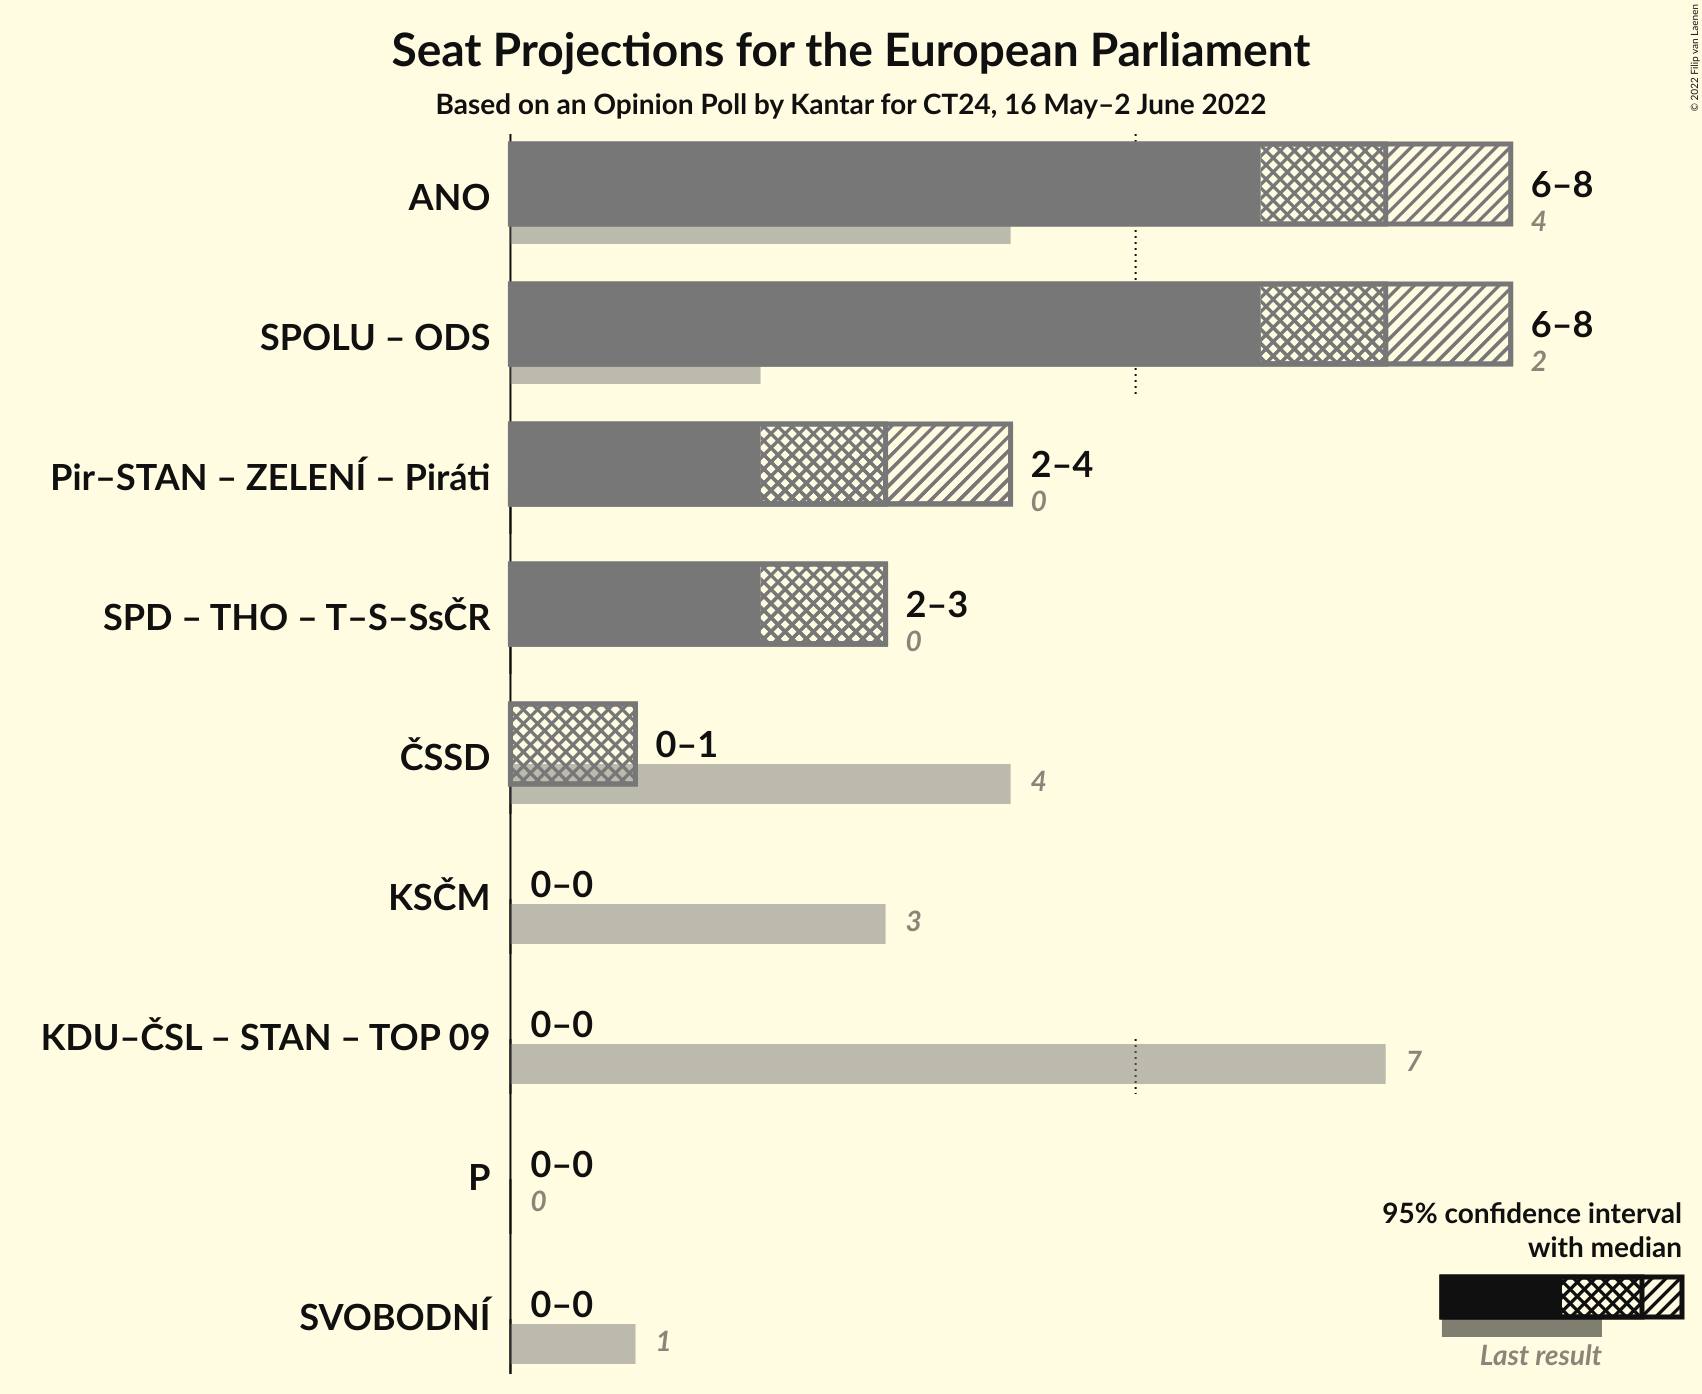 Seat Projections for the European Parliament
Based on an Opinion Poll by Kantar for CT24, 16 May–2 June 2022
© 2022 Filip van Laenen
ANO
6–8
4
SPOLU – ODS
6–8
2
Pir–STAN – ZELENÍ – Piráti
2–4
0
SPD – THO – T–S–SsČR
2–3
0
ČSSD
0–1
4
KSČM
0–0
3
KDU–ČSL – STAN – TOP 09
0–0
7
P
0–0
0
SVOBODNÍ
0–0
1
95% confidence interval
with median
Last result